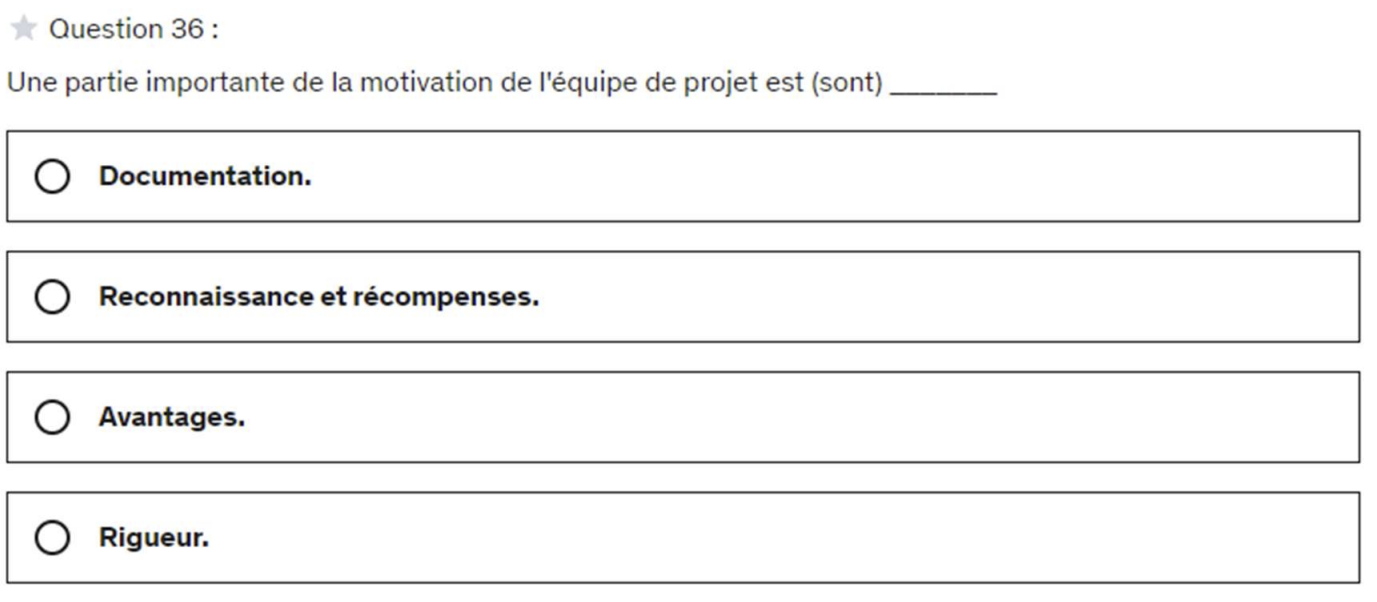 Question 36 :
Une partie importante de la motivation de l'équipe de projet est (sont) _______
Documentation.
Reconnaissance et récompenses.
Avantages.
Rigueur.